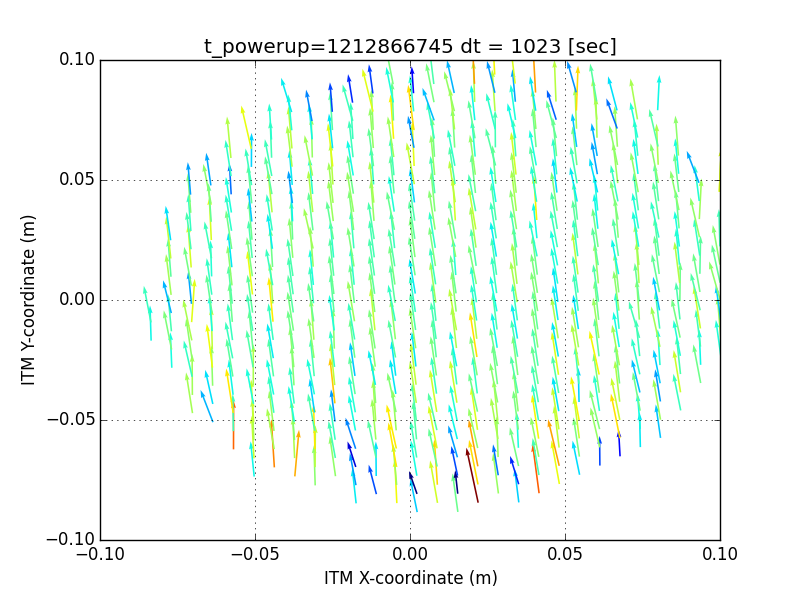 t_powerup=1212866745 dt = 1023 [sec]
0.10
0.05
0.00
−0.05
−0.10
ITM Y-coordinate (m)
−0.10 −0.05 0.00 0.05 0.10
ITM X-coordinate (m)